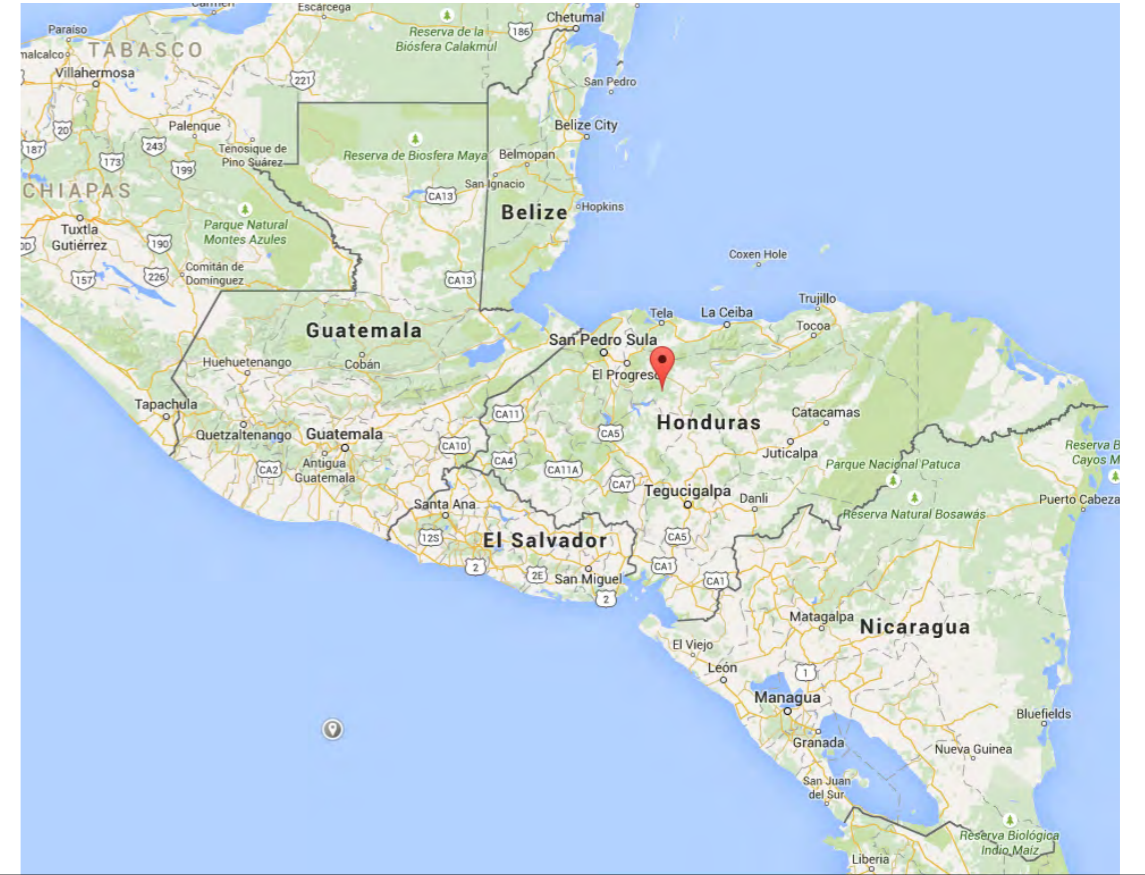 Escárcega
Paraíso
Chetumal
Reserva de la
Biósfera Calakmul
186
TABASCO
Villahermosa
221
San Pedro
20
Palenque
Belize City
187
243
Tenosique de
Pino Suárez
173
199
Reserva de Biosfera Maya
Belmopan
CHIAPAS
San Ignacio
CA13
Belize
Hopkins
Tuxtla
Gutiérrez
Parque Natural
Montes Azules
190
Coxen Hole
157
226
Comitán de
Domínguez
CA13
Trujillo
Tela
La Ceiba
Guatemala
Tocoa
San Pedro Sula
Huehuetenango
Cobán
El Progreso
Tapachula
CA11
Catacamas
Honduras
Quetzaltenango
Guatemala
CA10
CA5
Juticalpa
Reserva B
Cayos M
CA2
Antigua
Guatemala
CA4
CA11A
Parque Nacional Patuca
CA7
Tegucigalpa
Danli
Puerto Cabeza
Santa Ana
Reserva Natural Bosawás
12S
El Salvador
CA5
2
2E
San Miguel
CA1
CA1
2
Matagalpa
Nicaragua
El Viejo
León
1
Managua
Bluefields
Granada
Nueva Guinea
San Juan
del Sur
Reserva Biológica
Indio Maíz
Liberia